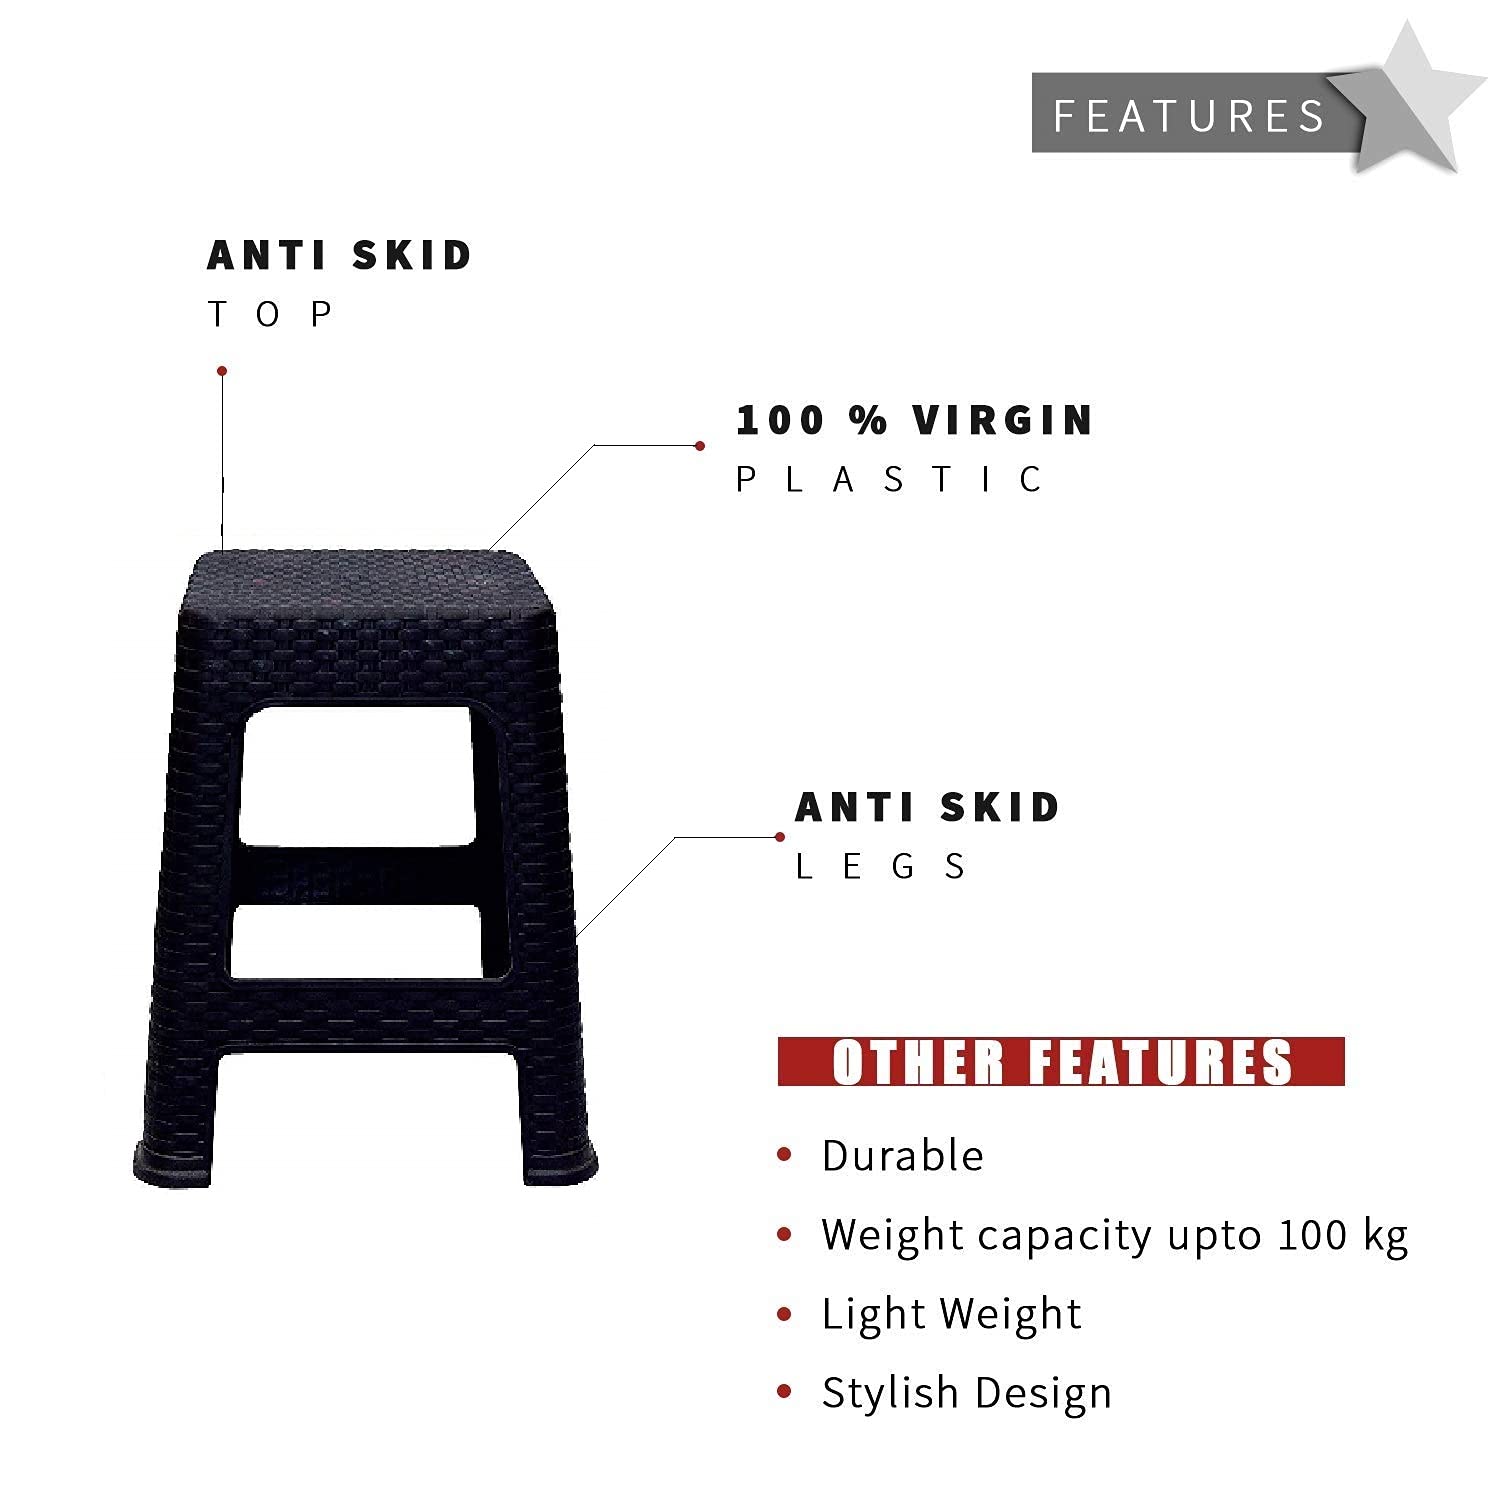 FEATURES
ANTI SKID
TOP
100 % VIRGIN
PLASTIC
ANTI SKID
LEGS
OTHER FEATURES
Durable
Weight capacity upto 100 kg
Light Weight
Stylish Design